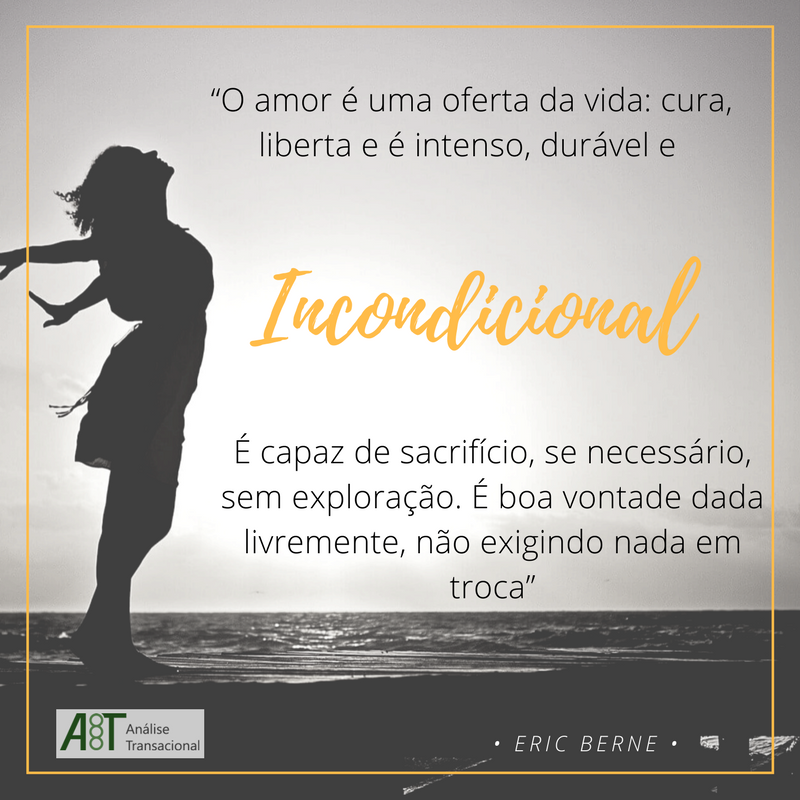 “O amor é uma oferta da vida: cura,
liberta e é intenso, durável e
Incondicional
É capaz de sacrifício, se necessário,
sem exploração. É boa vontade dada
livremente, não exigindo nada em
troca”
A8T Análise
Transacional
• ERIC BERNE •